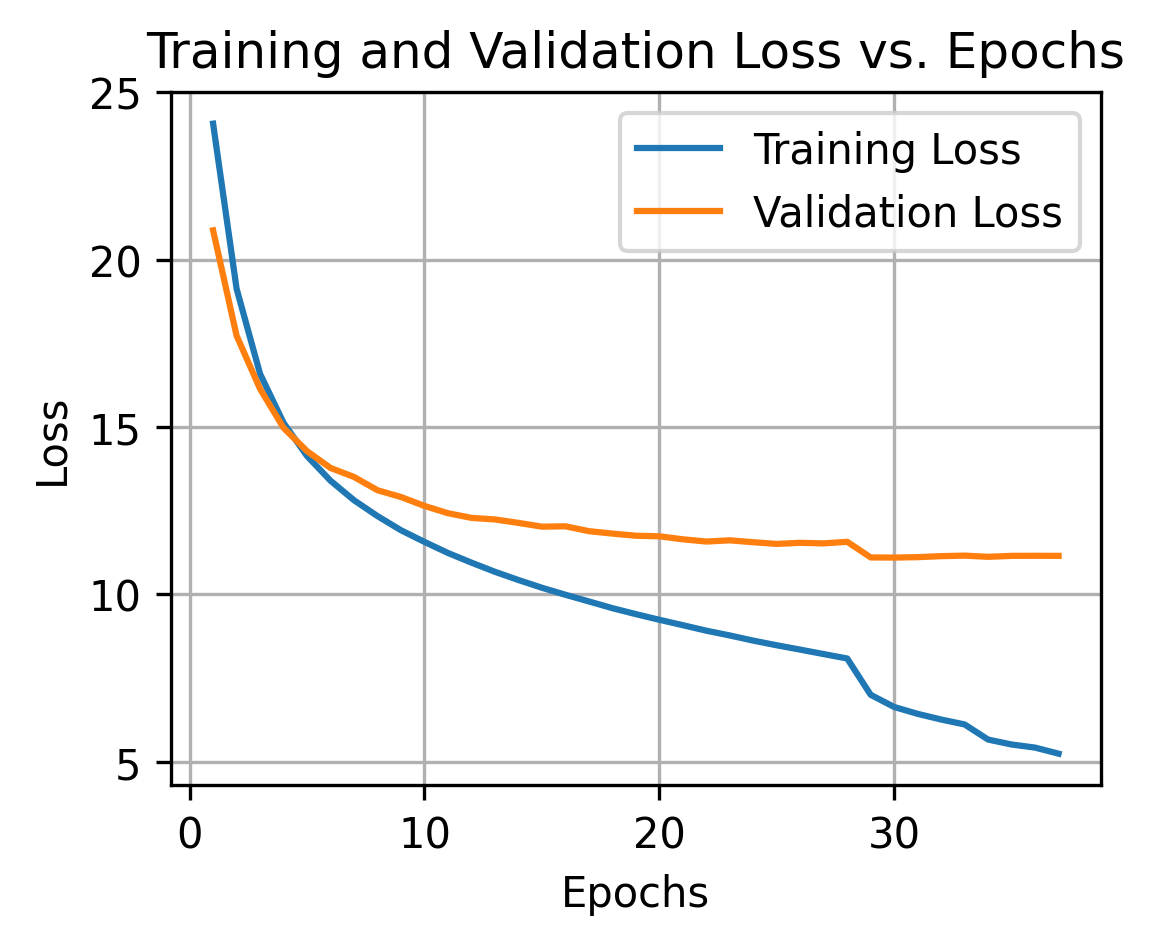 Training and Validation Loss vs. Epochs
25
20
15
10
5
Loss
Training Loss
Validation Loss
0 10 20 30
Epochs